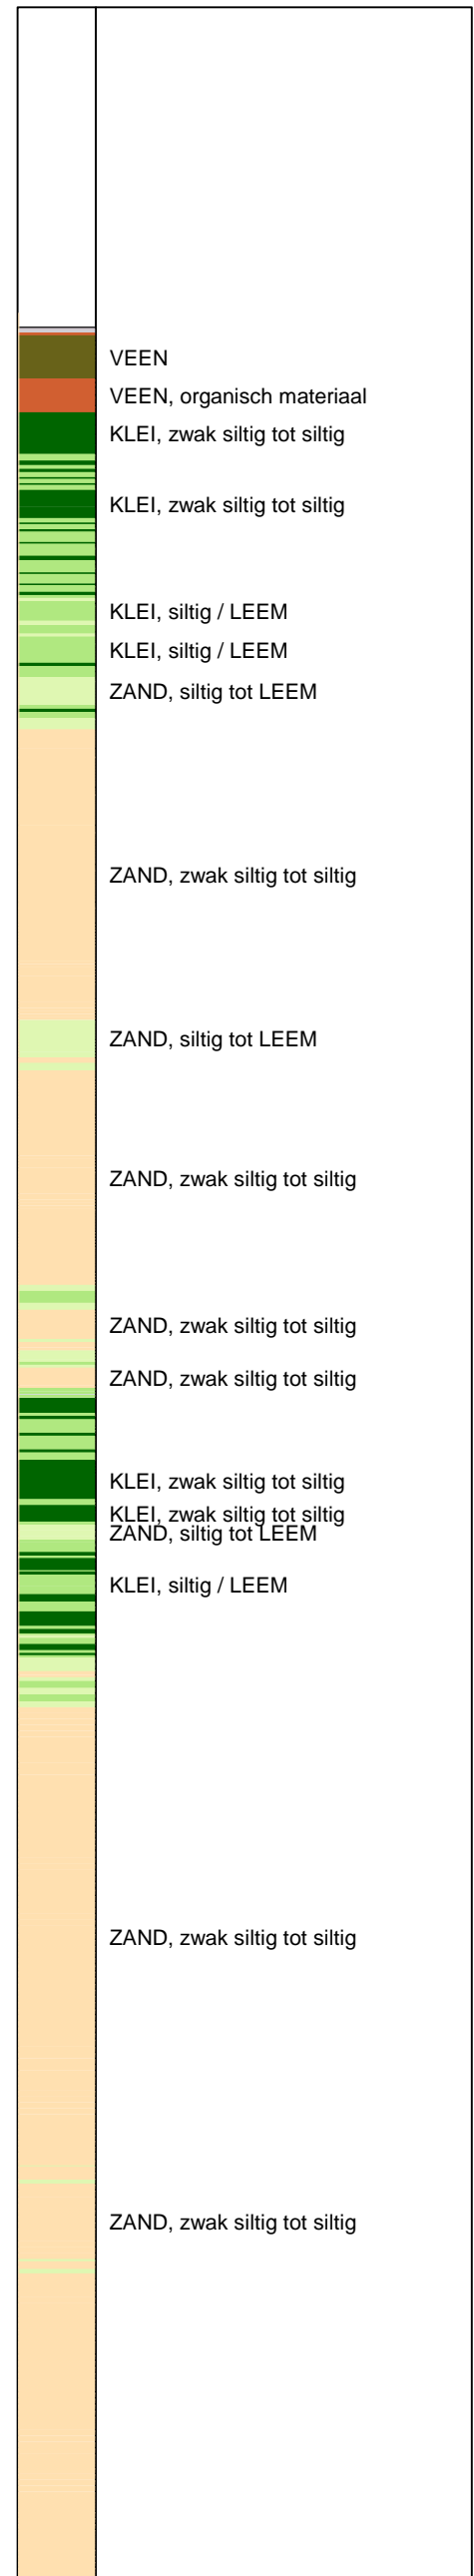 VEEN
VEEN, organisch materiaal
KLEI, zwak siltig tot siltig
KLEI, zwak siltig tot siltig
KLEI, siltig / LEEM
KLEI, siltig / LEEM
ZAND, siltig tot LEEM
ZAND, zwak siltig tot siltig
ZAND, siltig tot LEEM
ZAND, zwak siltig tot siltig
ZAND, zwak siltig tot siltig
ZAND, zwak siltig tot siltig
KLEI, zwak siltig tot siltig
KLEI, zwak siltig tot siltig
ZAND, siltig tot LEEM
KLEI, siltig / LEEM
ZAND, zwak siltig tot siltig
ZAND, zwak siltig tot siltig